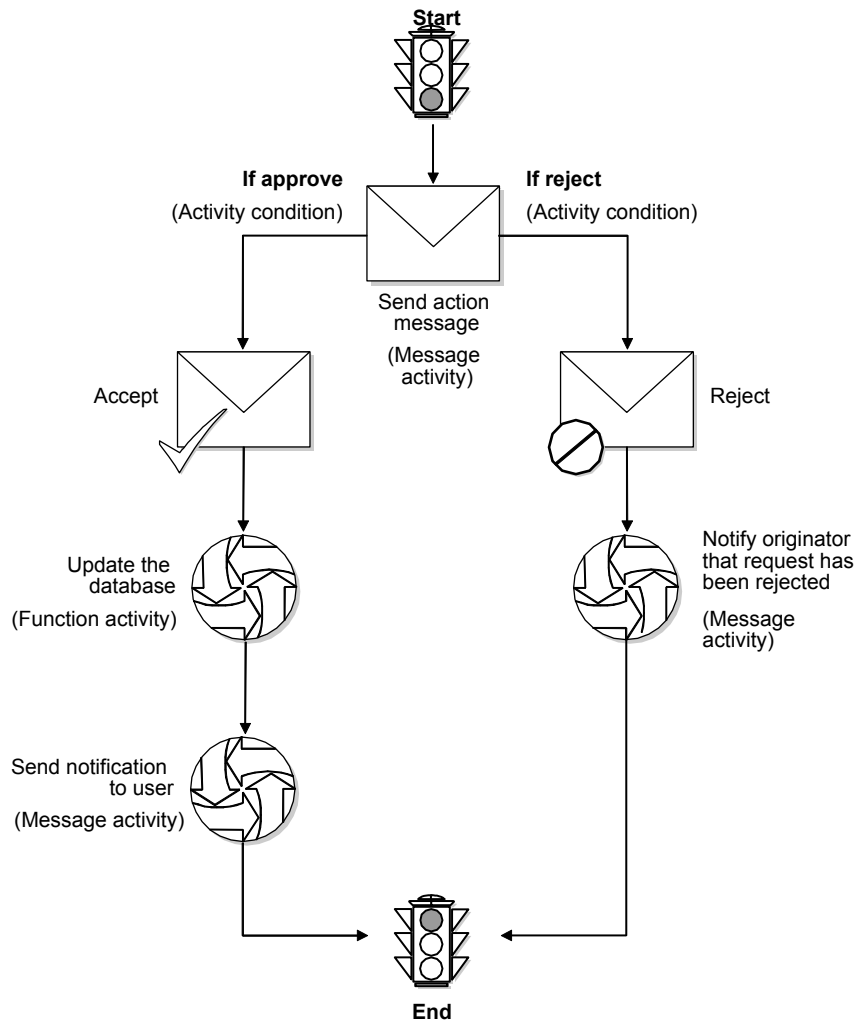 Start
If approve
(Activity condition)
If reject
(Activity condition)
Send action
message
(Message
activity)
Accept
Reject
Update the
database
(Function activity)
Notify originator
that request has
been rejected
(Message
activity)
Send notification
to user
(Message activity)
End